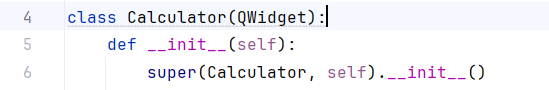 4 class Calculator(QWidget):
5     def __init__(self):
6         super(Calculator, self).__init__()